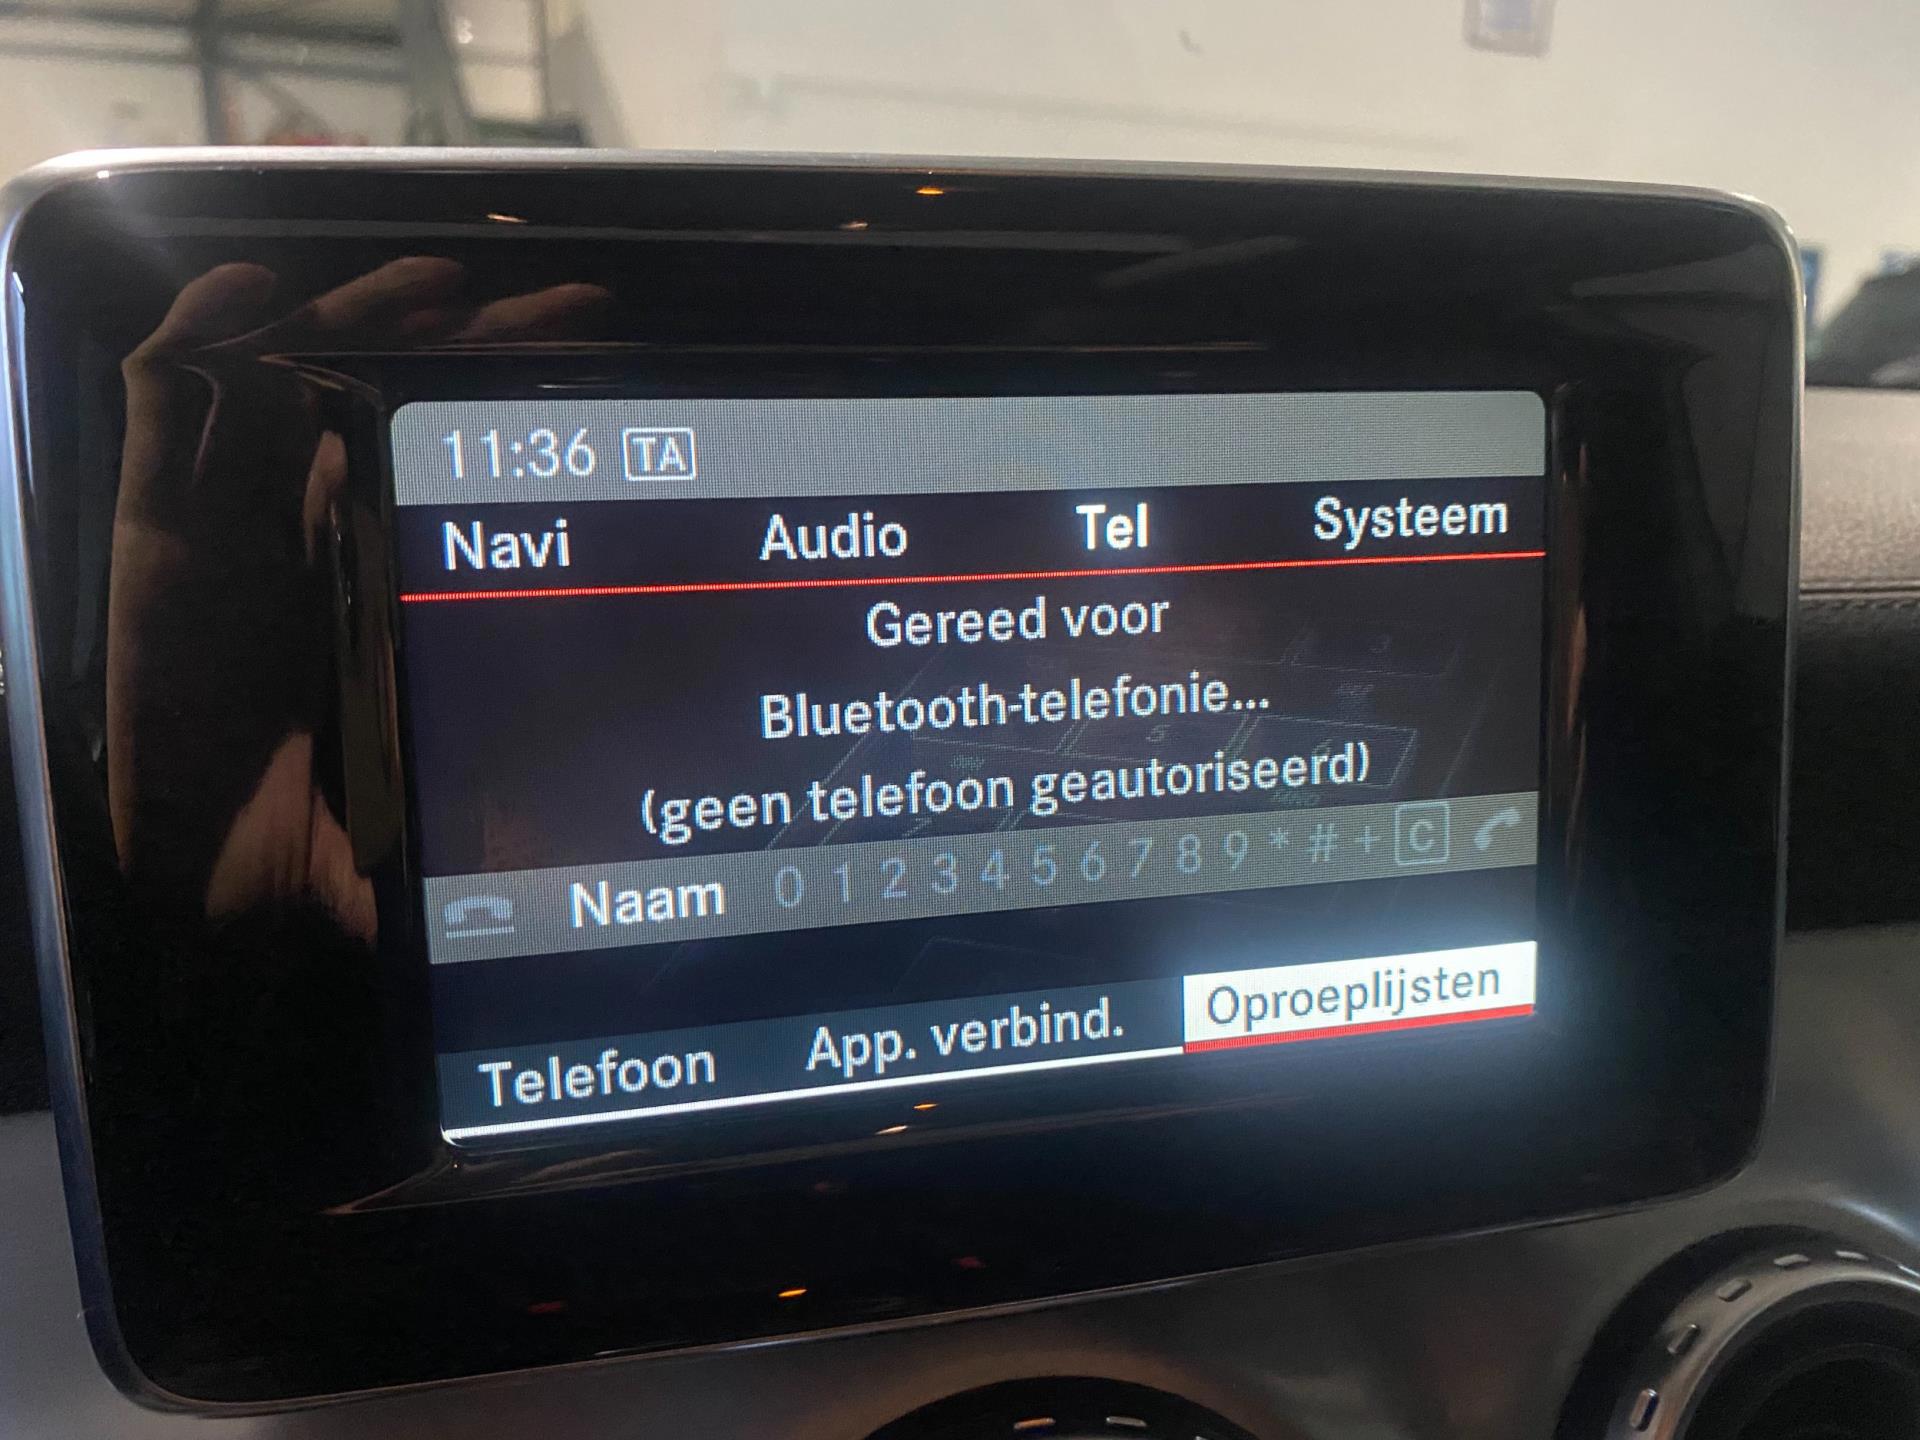 11:36 TA
Navi Audio Tel Systeem
Gereed voor
Bluetooth-telefonie...
(geen telefoon geautoriseerd)
Naam 0 1 2 3 4 5 6 7 8 9 * # + C
Telefoon App. verbind. Oproeplijsten